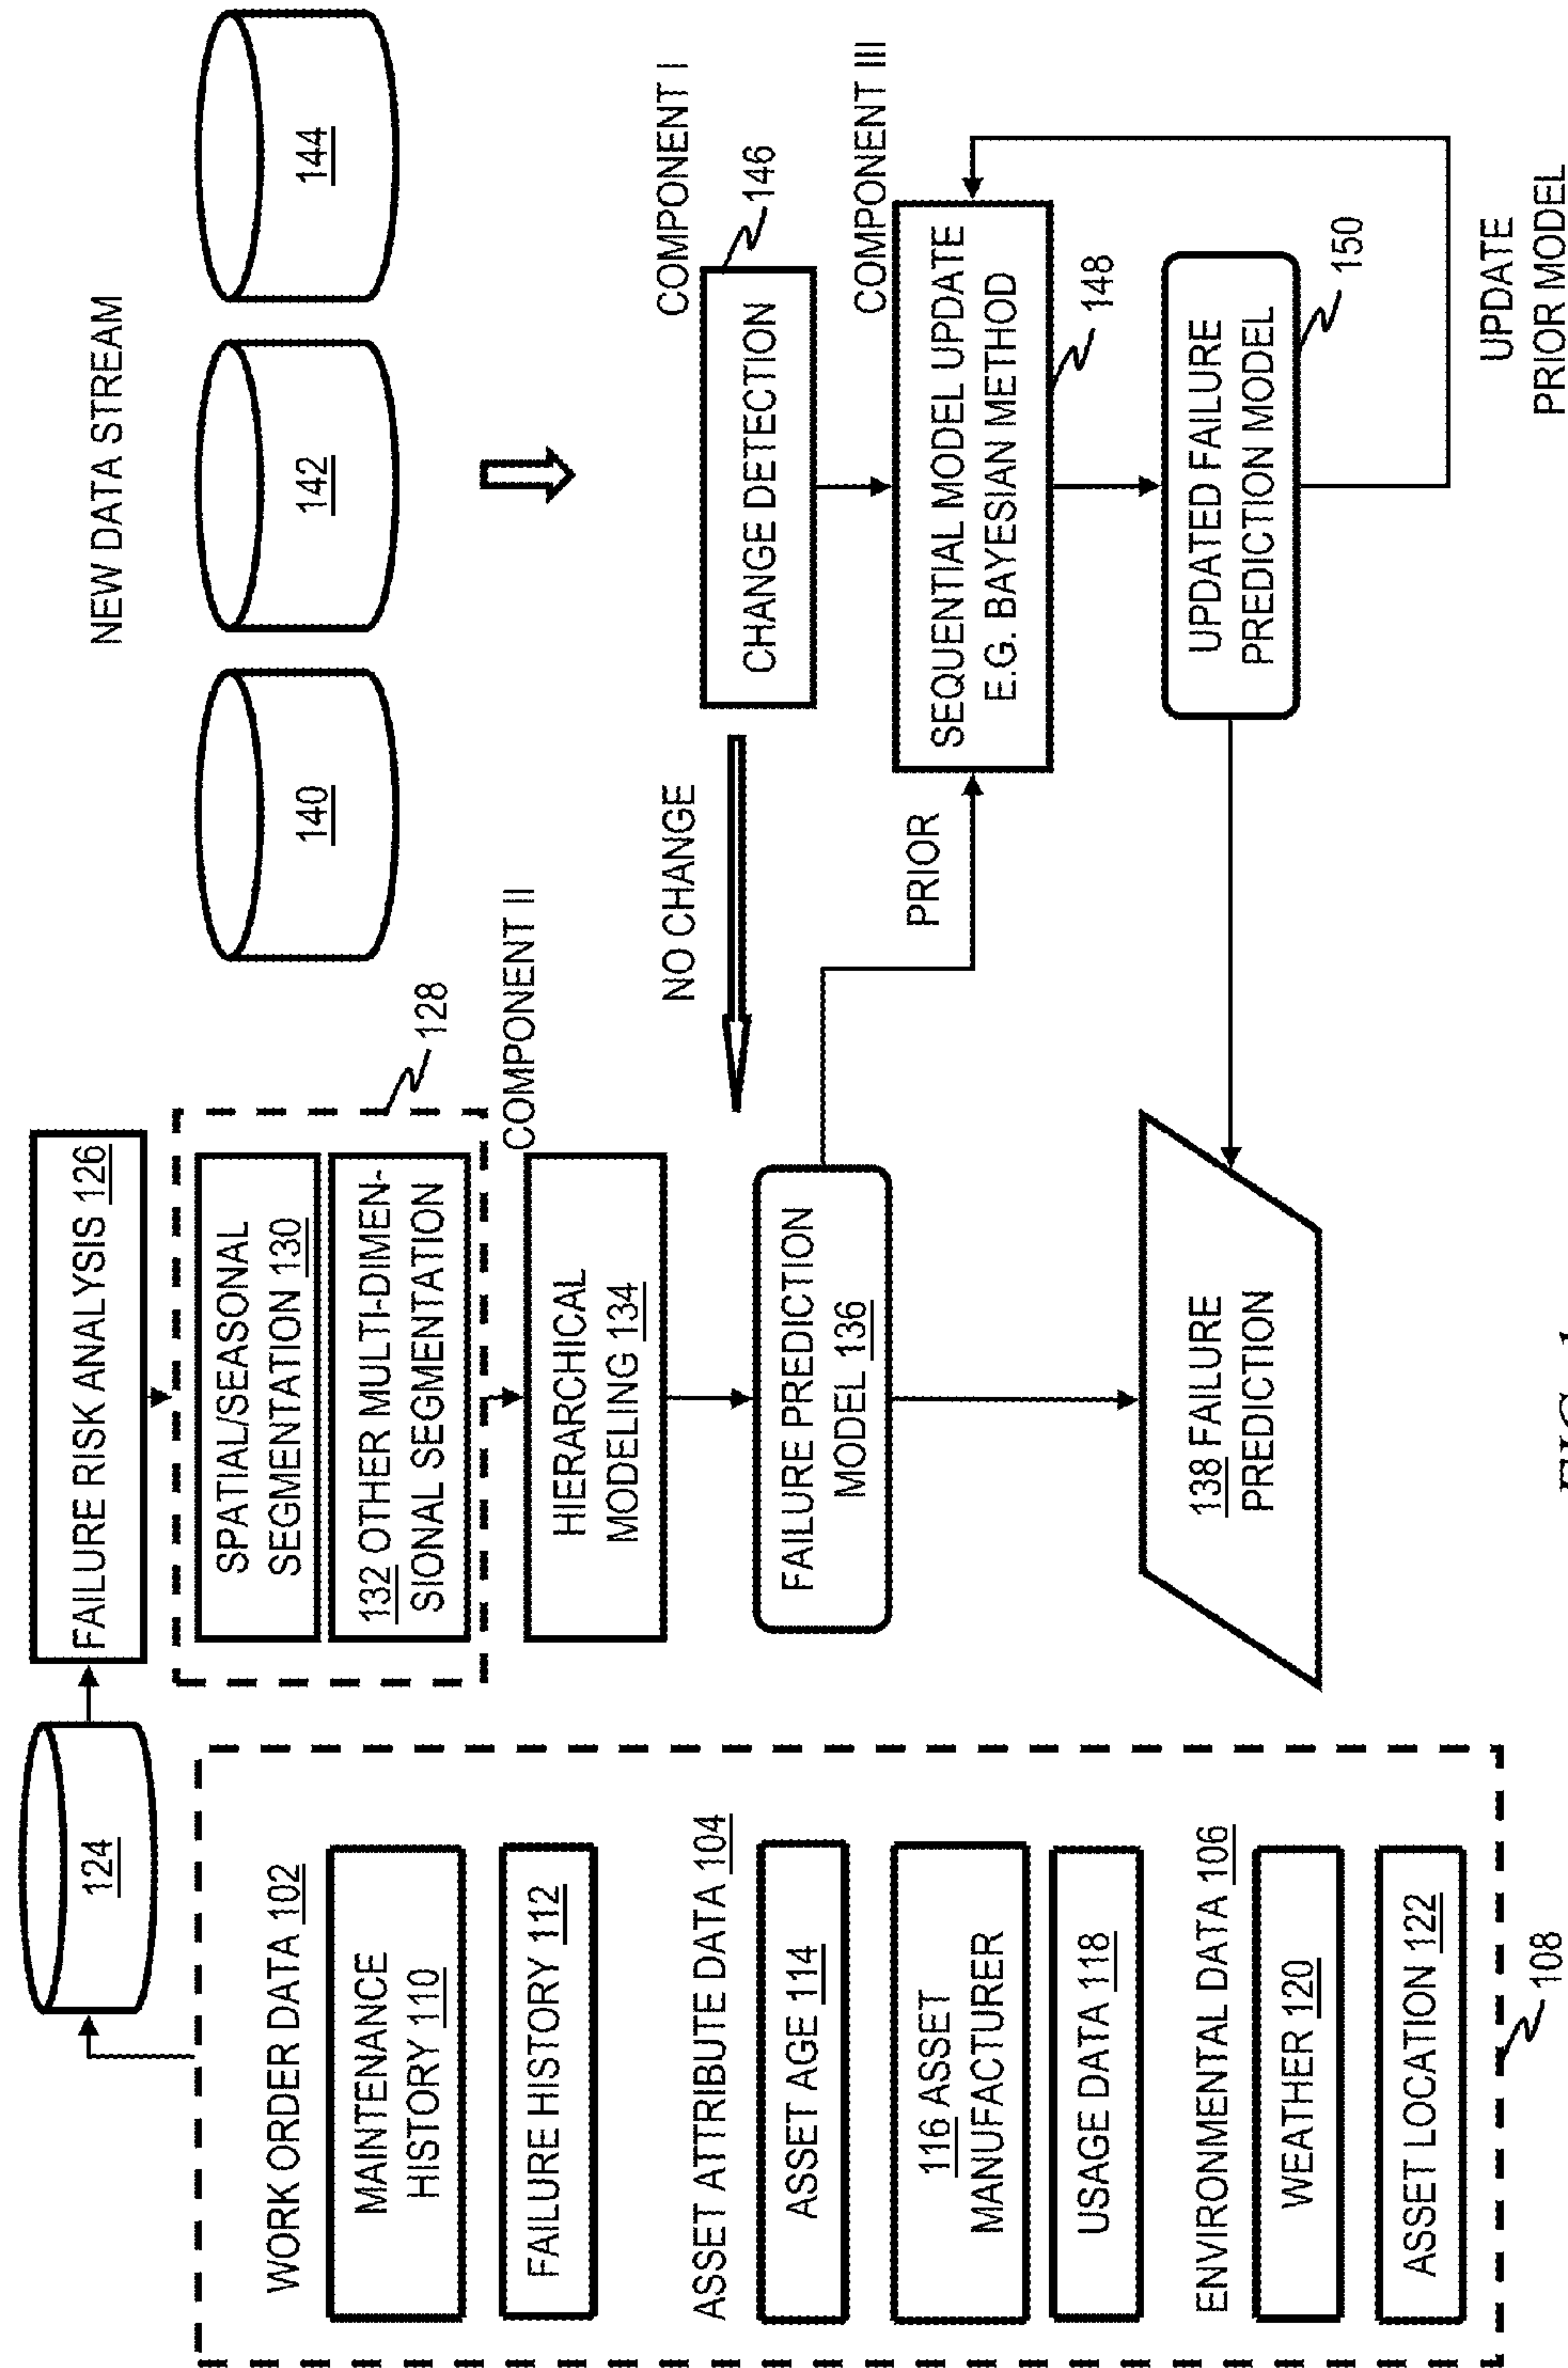 124
WORK ORDER DATA 102
MAINTENANCE
HISTORY 110
FAILURE HISTORY 112
ASSET ATTRIBUTE DATA 104
ASSET AGE 114
116 ASSET
MANUFACTURER
USAGE DATA 118
ENVIRONMENTAL DATA 106
WEATHER 120
ASSET LOCATION 122
108
FAILURE RISK ANALYSIS 126
SPATIAL/SEASONAL
SEGMENTATION 130
132 OTHER MULTI-DIMEN-
SIONAL SEGMENTATION
128
COMPONENT II
HIERARCHICAL
MODELING 134
FAILURE PREDICTION
MODEL 136
138 FAILURE
PREDICTION
NEW DATA STREAM
140
142
144
NO CHANGE
COMPONENT I
CHANGE DETECTION
146
PRIOR
COMPONENT III
SEQUENTIAL MODEL UPDATE
E.G. BAYESIAN METHOD
148
UPDATED FAILURE
PREDICTION MODEL
150
UPDATE
PRIOR MODEL